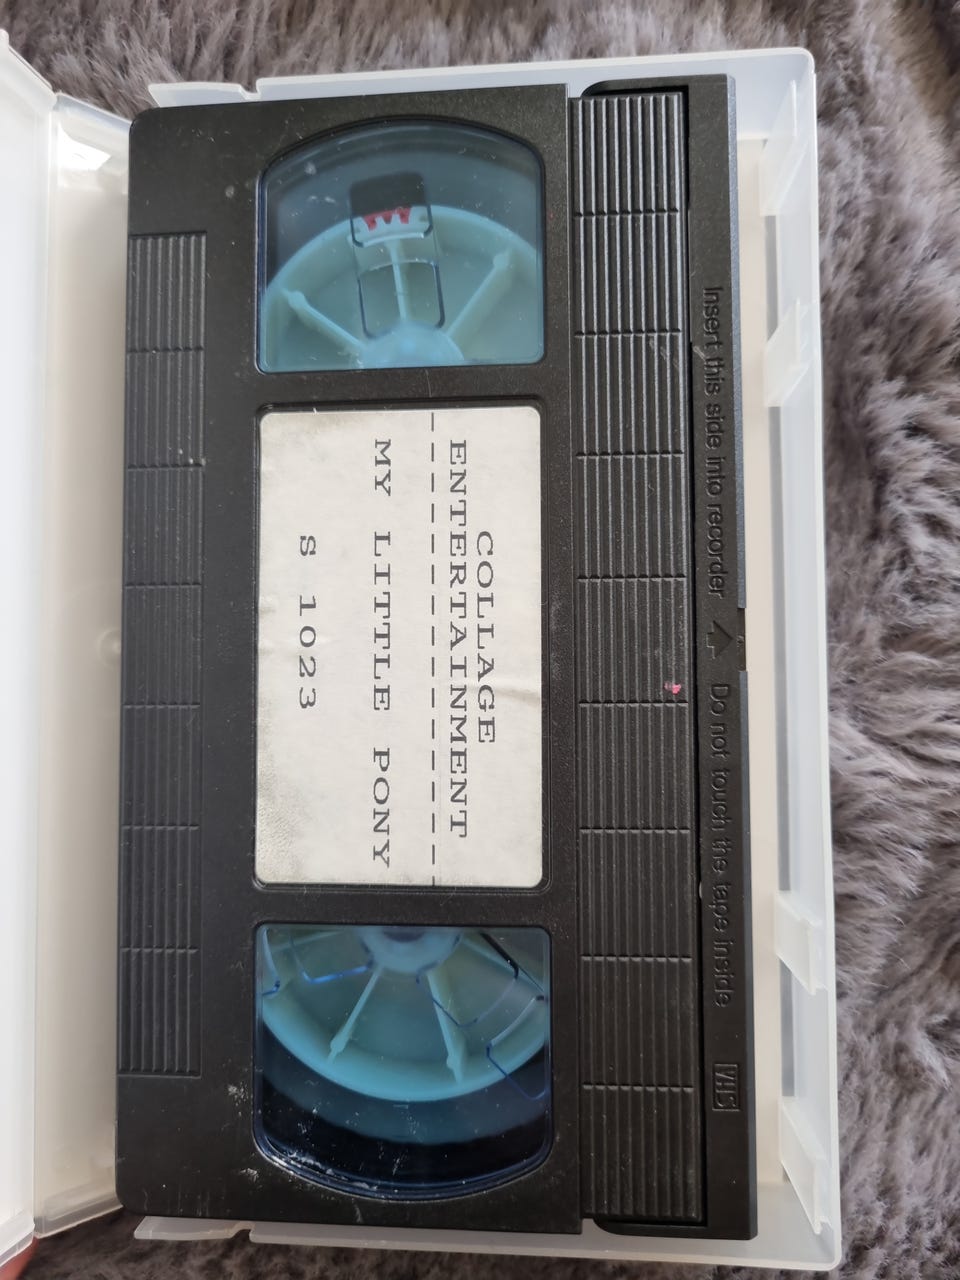 COLLAGE
ENTERTAINMENT
----------------
MY LITTLE PONY
S 1023
Insert this side into recorder
Do not touch the tape inside
VHS